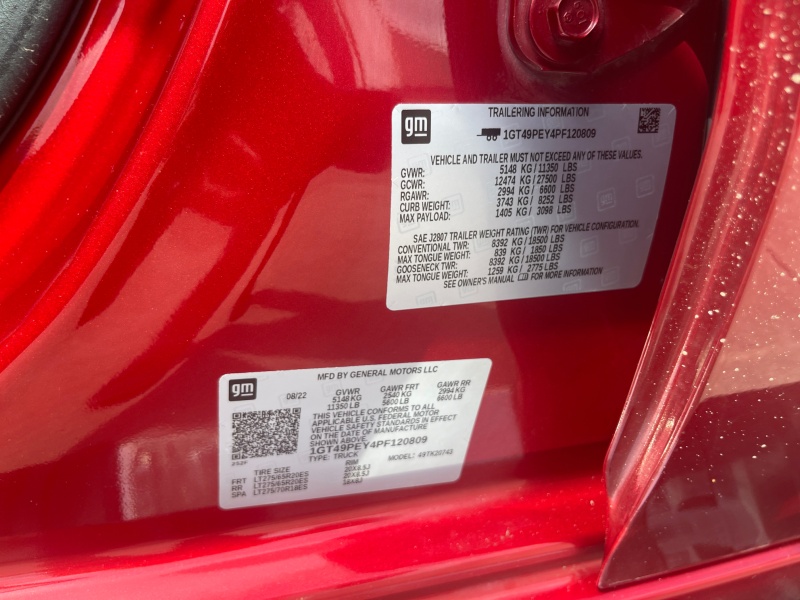 gm
TRAILERING INFORMATION
1GT49PEY4PF120809
VEHICLE AND TRAILER MUST NOT EXCEED ANY OF THESE VALUES.
GVWR: 5148 KG / 11350 LBS
GCWR: 12474 KG / 27500 LBS
RGAWR: 2994 KG / 6600 LBS
CURB WEIGHT: 3743 KG / 8252 LBS
MAX PAYLOAD: 1405 KG / 3098 LBS
SAE J2807 TRAILER WEIGHT RATING (TWR) FOR VEHICLE CONFIGURATION
CONVENTIONAL TWR: 8392 KG / 18500 LBS
MAX TONGUE WEIGHT: 839 KG / 1850 LBS
GOOSENECK TWR: 8392 KG / 18500 LBS
MAX TONGUE WEIGHT: 1259 KG / 2775 LBS
SEE OWNER'S MANUAL FOR MORE INFORMATION
gm
MFD BY GENERAL MOTORS LLC
08/22 GVWR GAWR FRT GAWR RR
5148 KG 2540 KG 2994 KG
11350 LB 5600 LB 6600 LB
THIS VEHICLE CONFORMS TO ALL
APPLICABLE U.S. FEDERAL MOTOR
VEHICLE SAFETY STANDARDS IN EFFECT
ON THE DATE OF MANUFACTURE
SHOWN ABOVE.
1GT49PEY4PF120809
TYPE: TRUCK MODEL:
TIRE SIZE RIM
FRT LT275/65R20ES
RR LT275/65R20ES
SPA LT275/70R18ES 18X8J